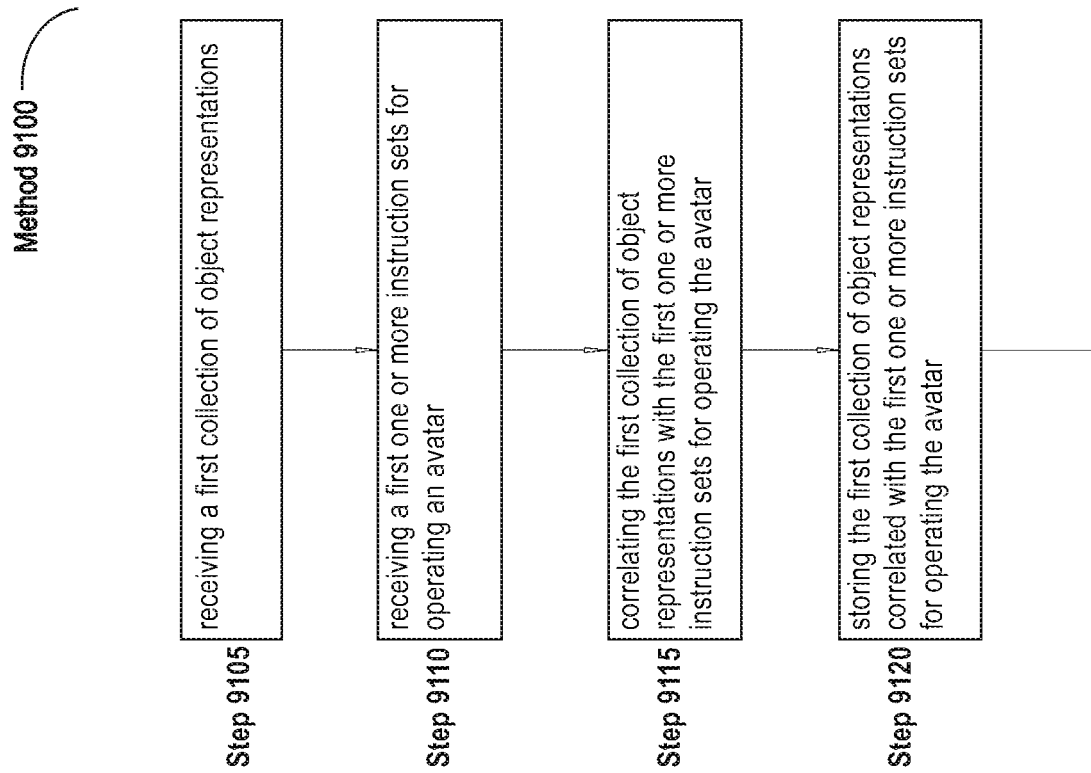 Method 9100
Step 9105
receiving a first collection of object representations
Step 9110
receiving a first one or more instruction sets for
operating an avatar
Step 9115
correlating the first collection of object
representations with the first one or more
instruction sets for operating the avatar
Step 9120
storing the first collection of object representations
correlated with the first one or more instruction sets
for operating the avatar